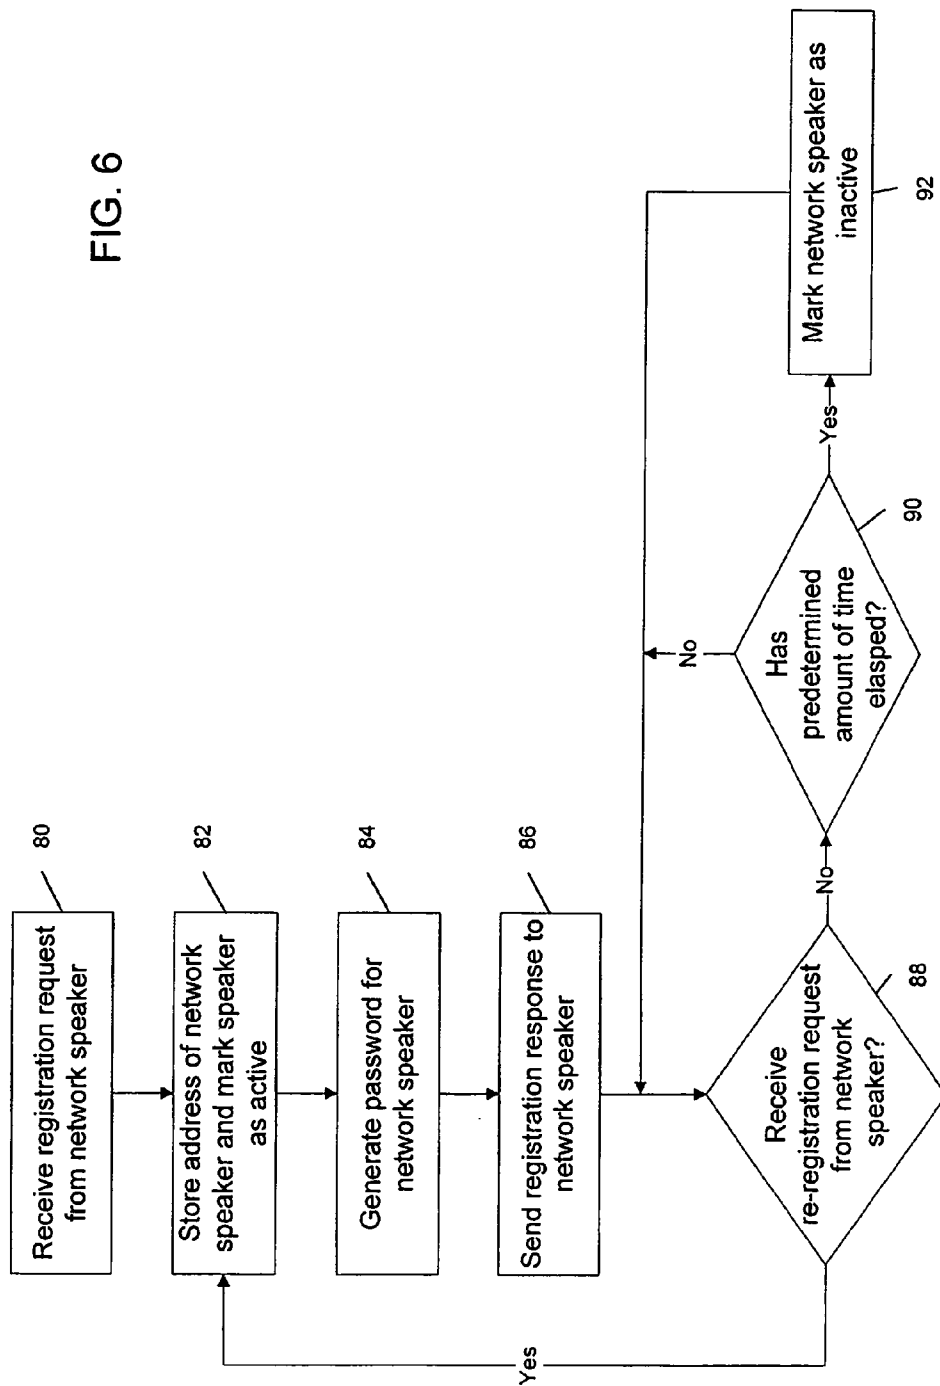 FIG. 6
Receive registration request
from network speaker
80
Store address of network
speaker and mark speaker
as active
82
Generate password for
network speaker
84
Send registration response to
network speaker
86
Receive
re-registration request
from network
speaker?
88
Yes
No
Has
predetermined
amount of time
elasped?
90
No
Yes
Mark network speaker as
inactive
92